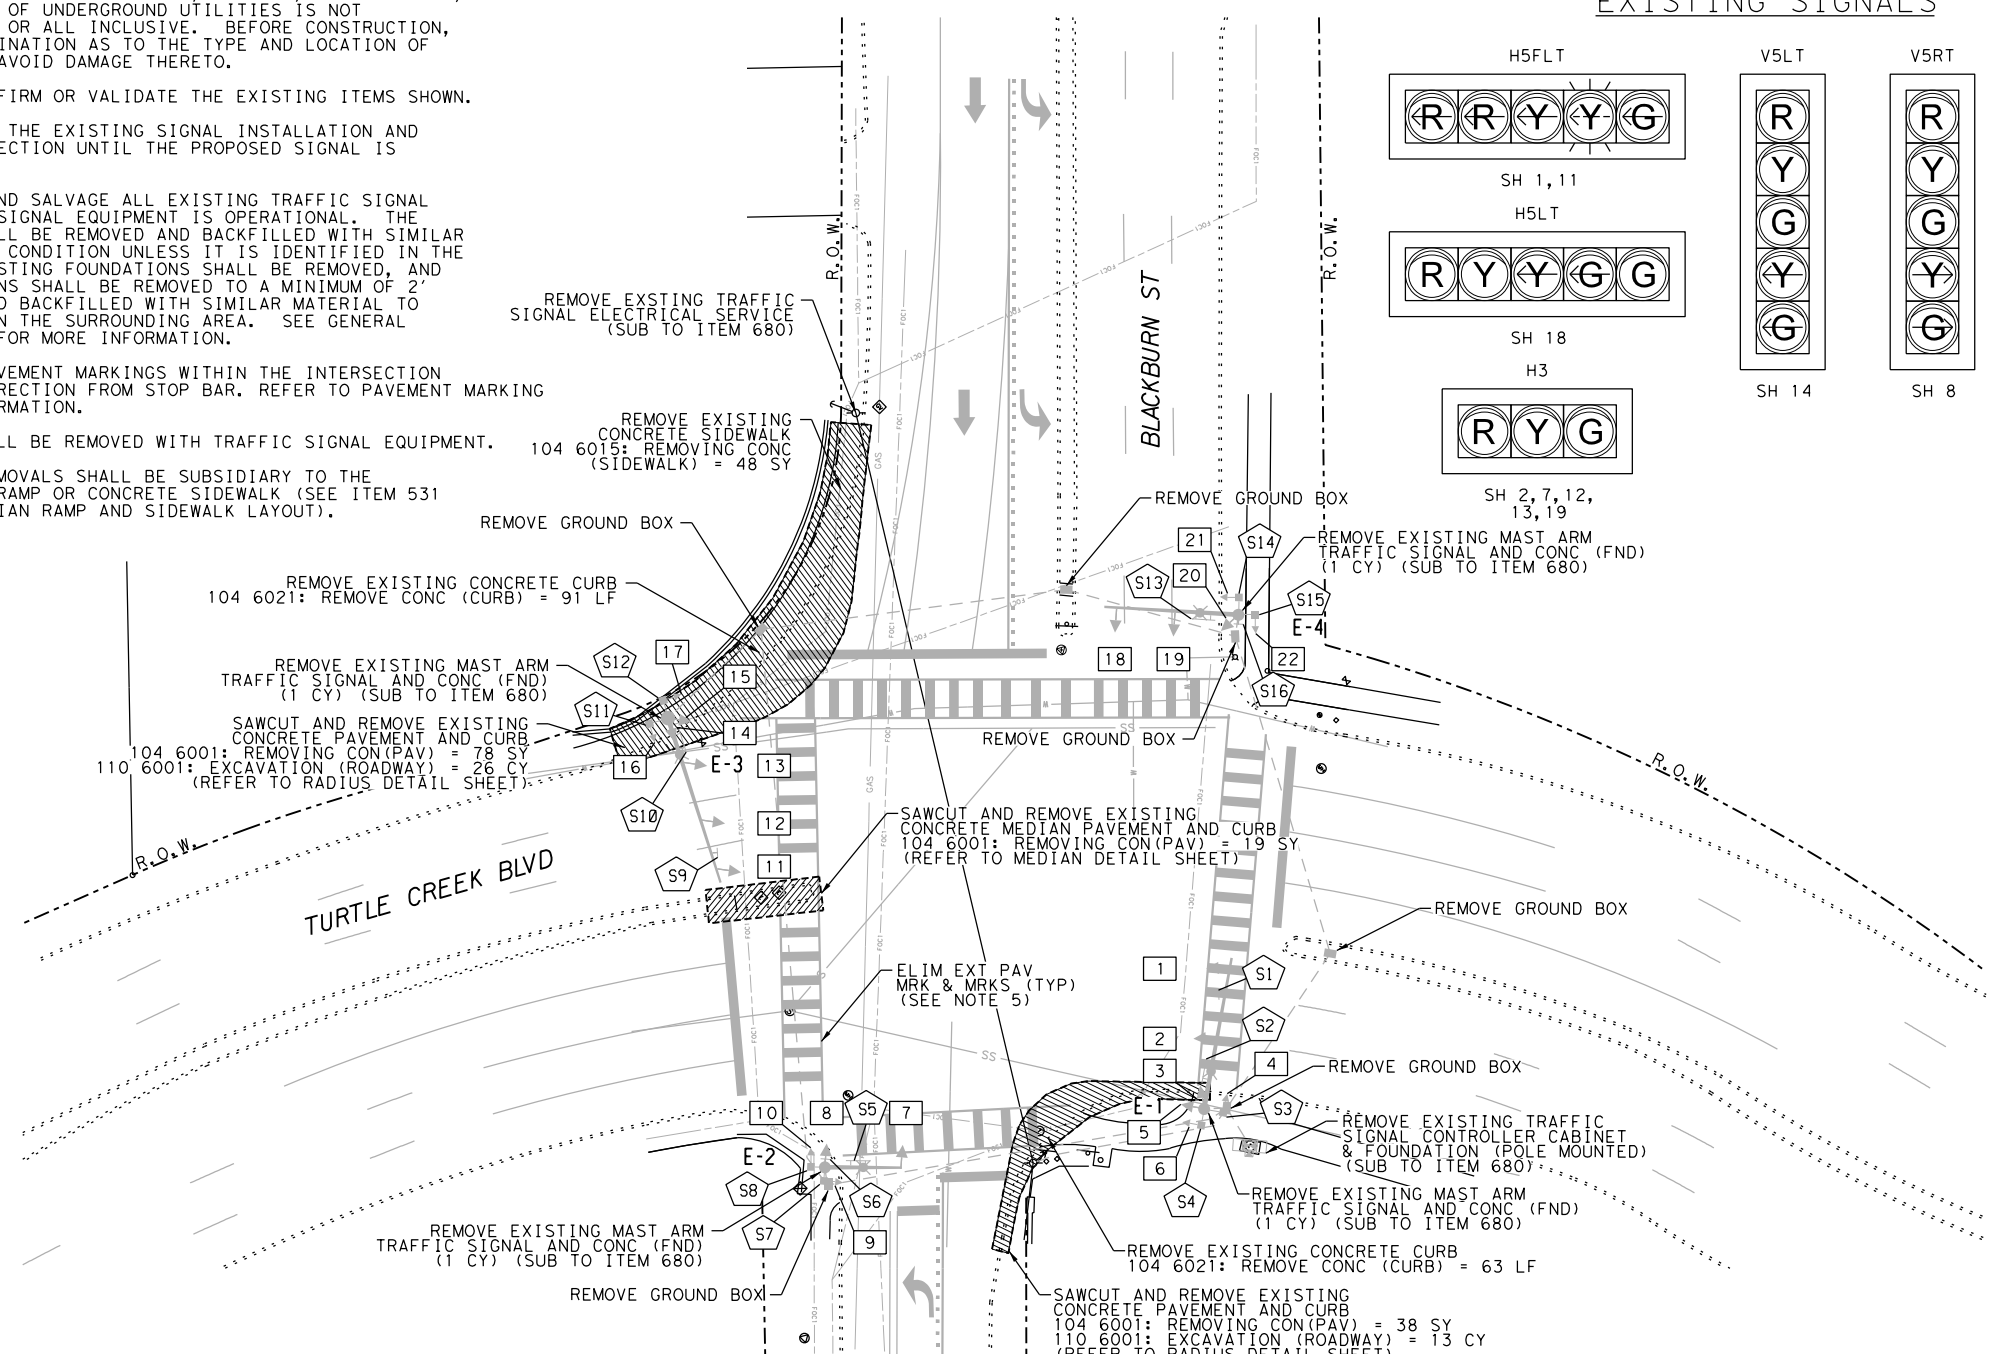 OF UNDERGROUND UTILITIES IS NOT
OR ALL INCLUSIVE. BEFORE CONSTRUCTION,
INATION AS TO THE TYPE AND LOCATION OF
AVOID DAMAGE THERETO.
FIRM OR VALIDATE THE EXISTING ITEMS SHOWN.
THE EXISTING SIGNAL INSTALLATION AND
ECTION UNTIL THE PROPOSED SIGNAL IS
ND SALVAGE ALL EXISTING TRAFFIC SIGNAL
SIGNAL EQUIPMENT IS OPERATIONAL. THE
LL BE REMOVED AND BACKFILLED WITH SIMILAR
CONDITION UNLESS IT IS IDENTIFIED IN THE
STING FOUNDATIONS SHALL BE REMOVED, AND
NS SHALL BE REMOVED TO A MINIMUM OF 2'
D BACKFILLED WITH SIMILAR MATERIAL TO
N THE SURROUNDING AREA. SEE GENERAL
FOR MORE INFORMATION.
VEMENT MARKINGS WITHIN THE INTERSECTION
RECTION FROM STOP BAR. REFER TO PAVEMENT MARKING
RMATION.
LL BE REMOVED WITH TRAFFIC SIGNAL EQUIPMENT.
MOVALS SHALL BE SUBSIDIARY TO THE
RAMP OR CONCRETE SIDEWALK (SEE ITEM 531
IAN RAMP AND SIDEWALK LAYOUT).
EXISTING SIGNALS
H5FLT
R R Y Y G
SH 1,11
H5LT
R Y Y G G
SH 18
H3
R Y G
SH 2,7,12,
13,19
V5LT
R
Y
G
Y
G
SH 14
V5RT
R
Y
G
Y
G
SH 8
R.O.W.
R.O.W.
BLACKBURN ST
REMOVE EXSTING TRAFFIC
SIGNAL ELECTRICAL SERVICE
(SUB TO ITEM 680)
REMOVE EXISTING
CONCRETE SIDEWALK
104 6015: REMOVING CONC
(SIDEWALK) = 48 SY
REMOVE GROUND BOX
REMOVE EXISTING CONCRETE CURB
104 6021: REMOVE CONC (CURB) = 91 LF
REMOVE EXISTING MAST ARM
TRAFFIC SIGNAL AND CONC (FND)
(1 CY) (SUB TO ITEM 680)
SAWCUT AND REMOVE EXISTING
CONCRETE PAVEMENT AND CURB
104 6001: REMOVING CON(PAV) = 78 SY
110 6001: EXCAVATION (ROADWAY) = 26 CY
(REFER TO RADIUS DETAIL SHEET)
S12
17
15
S11
14
16
E-3
13
S10
12
11
S9
REMOVE GROUND BOX
21
S14
REMOVE EXISTING MAST ARM
TRAFFIC SIGNAL AND CONC (FND)
(1 CY) (SUB TO ITEM 680)
S13
20
S15
E-4
18
19
22
S16
REMOVE GROUND BOX
R.O.W.
R.O.W.
TURTLE CREEK BLVD
SAWCUT AND REMOVE EXISTING
CONCRETE MEDIAN PAVEMENT AND CURB
104 6001: REMOVING CON(PAV) = 19 SY
(REFER TO MEDIAN DETAIL SHEET)
REMOVE GROUND BOX
ELIM EXT PAV
MRK & MRKS (TYP)
(SEE NOTE 5)
1
S1
S2
2
3
4
REMOVE GROUND BOX
E-1
S3
5
6
S4
REMOVE EXISTING TRAFFIC
SIGNAL CONTROLLER CABINET
& FOUNDATION (POLE MOUNTED)
(SUB TO ITEM 680)
REMOVE EXISTING MAST ARM
TRAFFIC SIGNAL AND CONC (FND)
(1 CY) (SUB TO ITEM 680)
REMOVE EXISTING CONCRETE CURB
104 6021: REMOVE CONC (CURB) = 63 LF
SAWCUT AND REMOVE EXISTING
CONCRETE PAVEMENT AND CURB
104 6001: REMOVING CON(PAV) = 38 SY
110 6001: EXCAVATION (ROADWAY) = 13 CY
(REFER TO RADIUS DETAIL SHEET)
10
8
S5
7
E-2
S8
S6
S7
9
REMOVE EXISTING MAST ARM
TRAFFIC SIGNAL AND CONC (FND)
(1 CY) (SUB TO ITEM 680)
REMOVE GROUND BOX
GAS
GAS
SS
SS
SS
S
W
W
FOC1
FOC1
FOC1